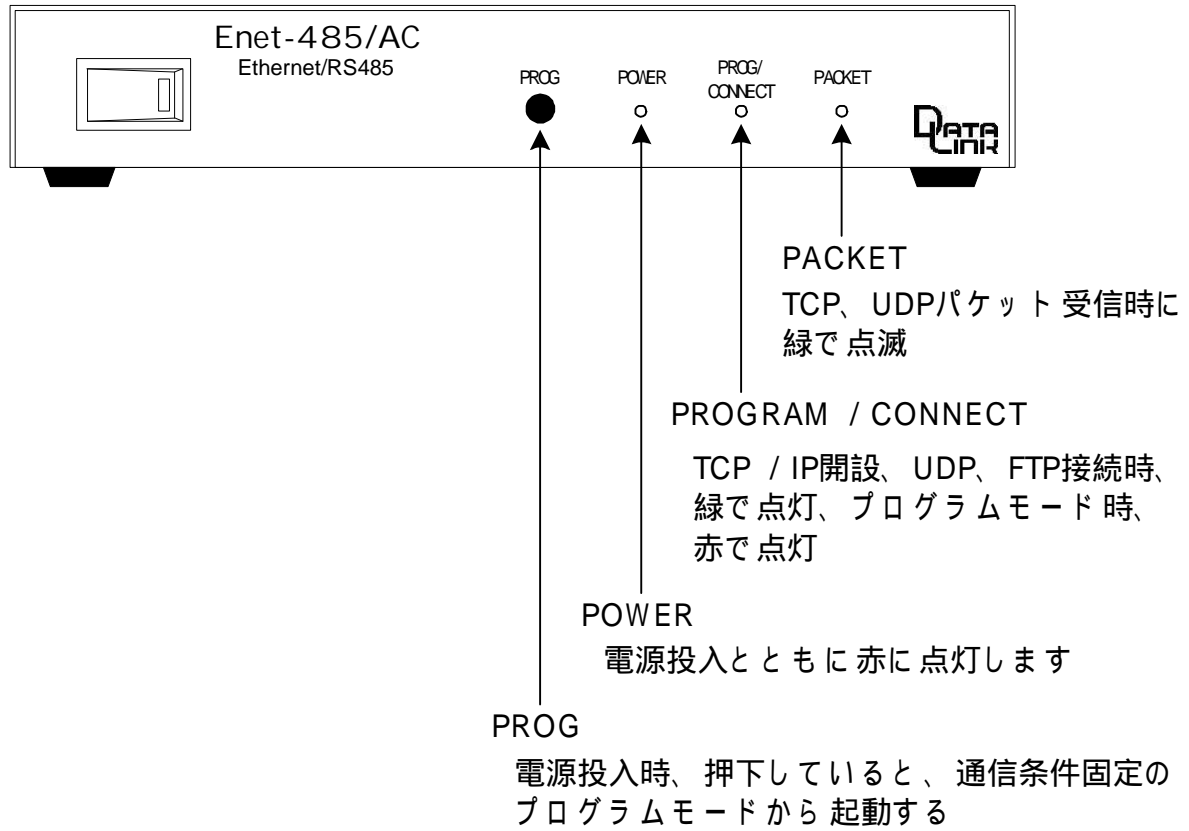 Enet-485/AC
Ethernet/RS485
PROG
POWER
PROG/
CONNECT
PACKET
DATA
LINK
PACKET
TCP、UDPパケット受信時に
緑で点滅
PROGRAM / CONNECT
TCP / IP開設、UDP、FTP接続時、
緑で点灯、プログラムモード時、
赤で点灯
POWER
電源投入とともに赤に点灯します
PROG
電源投入時、押下していると、通信条件固定の
プログラムモードから起動する